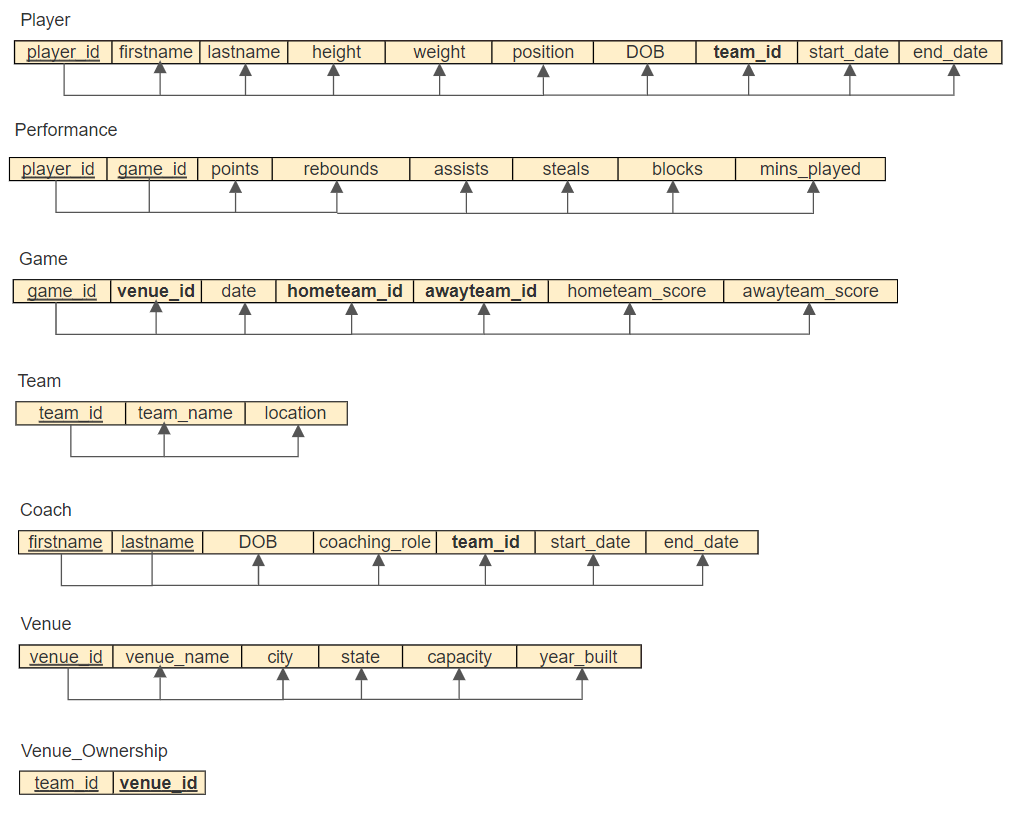 Player
player_id firstname lastname height weight position DOB team_id start_date end_date
Performance
player_id game_id points rebounds assists steals blocks mins_played
Game
game_id venue_id date hometeam_id awayteam_id hometeam_score awayteam_score
Team
team_id team_name location
Coach
firstname lastname DOB coaching_role team_id start_date end_date
Venue
venue_id venue_name city state capacity year_built
Venue_Ownership
team_id venue_id